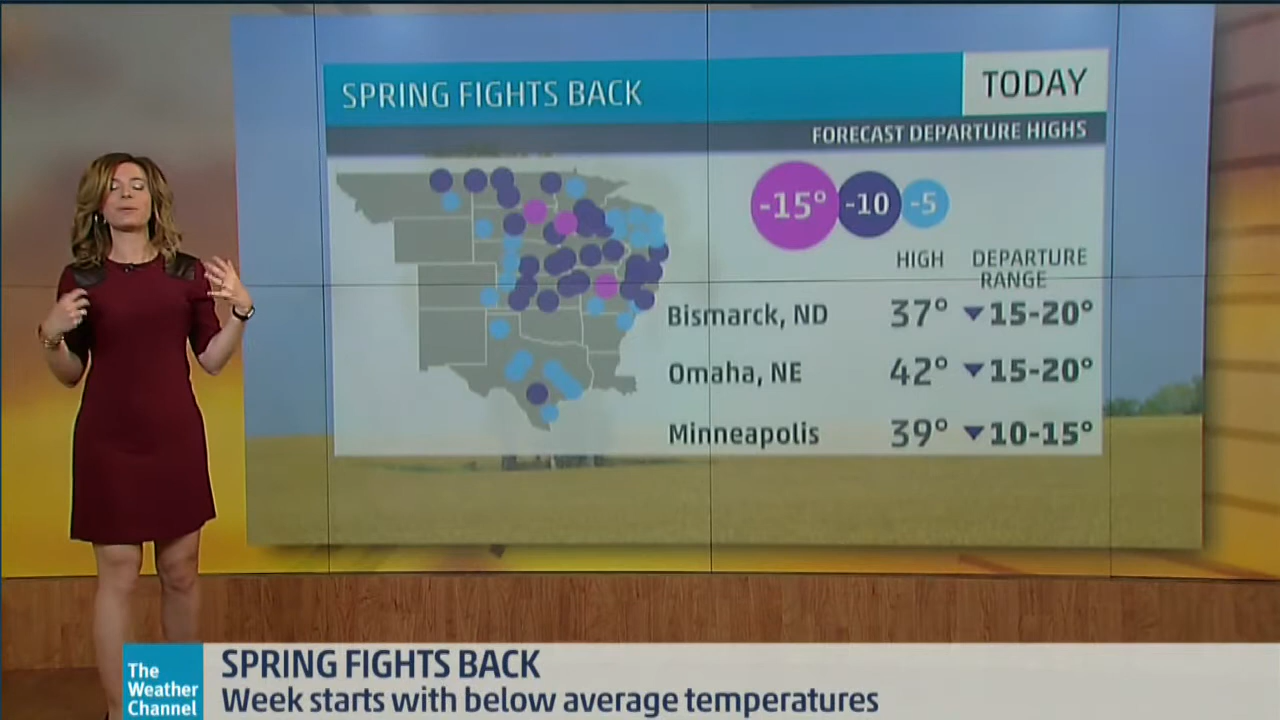 SPRING FIGHTS BACK
TODAY
FORECAST DEPARTURE HIGHS
-15° -10 -5
HIGH DEPARTURE RANGE
Bismarck, ND 37° 15-20°
Omaha, NE 42° 15-20°
Minneapolis 39° 10-15°
The
Weather
Channel
SPRING FIGHTS BACK
Week starts with below average temperatures